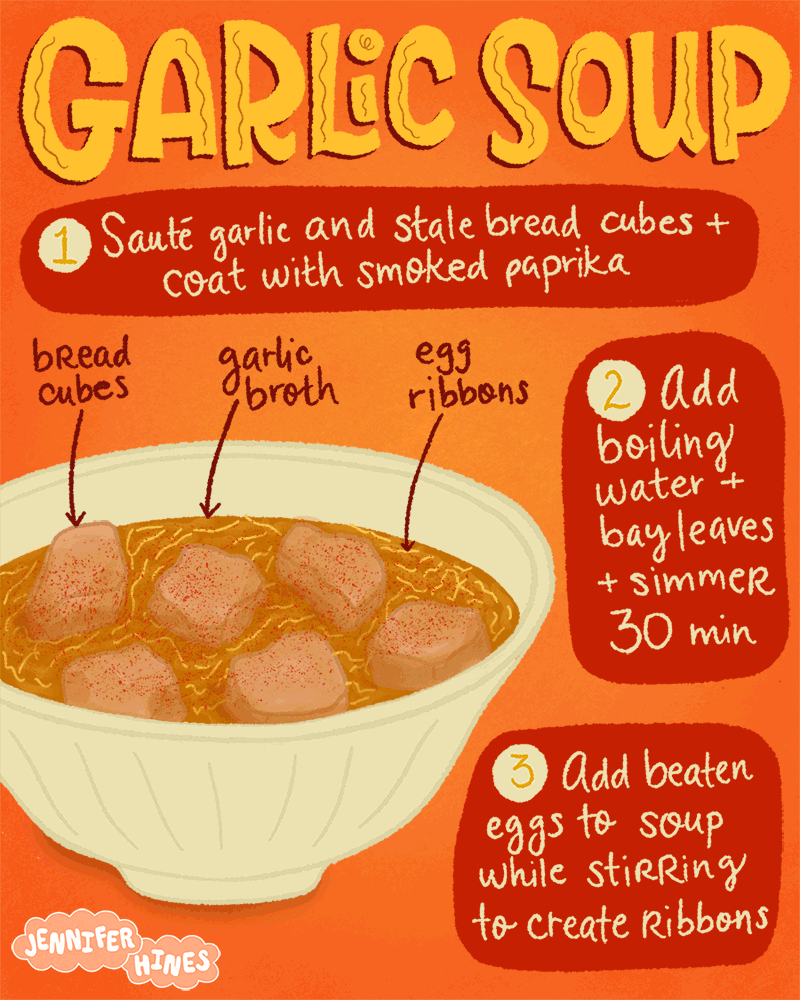 GARLIC SOUP
1 Sauté garlic and stale bread cubes +
coat with smoked paprika
bread
cubes
garlic
broth
egg
ribbons
2 Add
boiling
water +
bay leaves
+ simmer
30 min
3 Add beaten
eggs to soup
while stirring
to create ribbons
JENNIFER
HINES